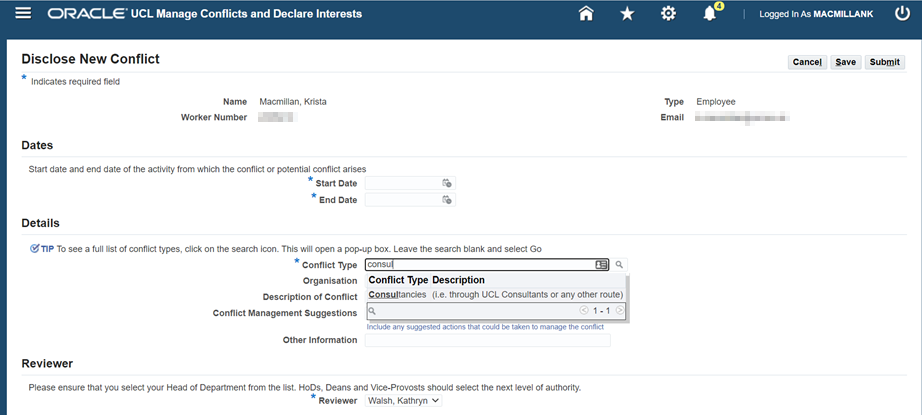 ORACLE® UCL Manage Conflicts and Declare Interests
4
Logged In As MACMILLANK
Disclose New Conflict
Cancel Save Submit
* Indicates required field
Name Macmillan, Krista Type Employee
Worker Number Email
Dates
Start date and end date of the activity from which the conflict or potential conflict arises
* Start Date
* End Date
Details
TIP To see a full list of conflict types, click on the search icon. This will open a pop-up box. Leave the search blank and select Go
* Conflict Type consul
Organisation Conflict Type Description
Description of Conflict Consultancies (i.e. through UCL Consultants or any other route)
Conflict Management Suggestions 1 - 1
Include any suggested actions that could be taken to manage the conflict
Other Information
Reviewer
Please ensure that you select your Head of Department from the list. HoDs, Deans and Vice-Provosts should select the next level of authority.
* Reviewer Walsh, Kathryn